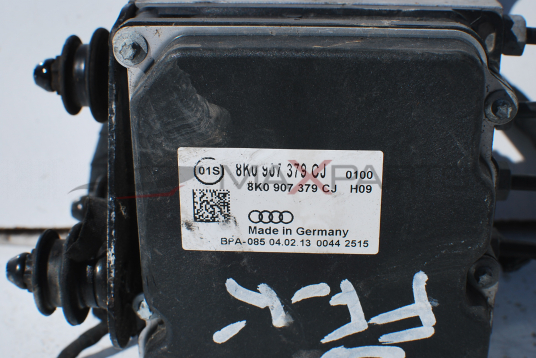 01S 8K0 907 379 CJ 0100
8K0 907 379 CJ H09
Made in Germany
BPA-085 04.02.13 0044 2515